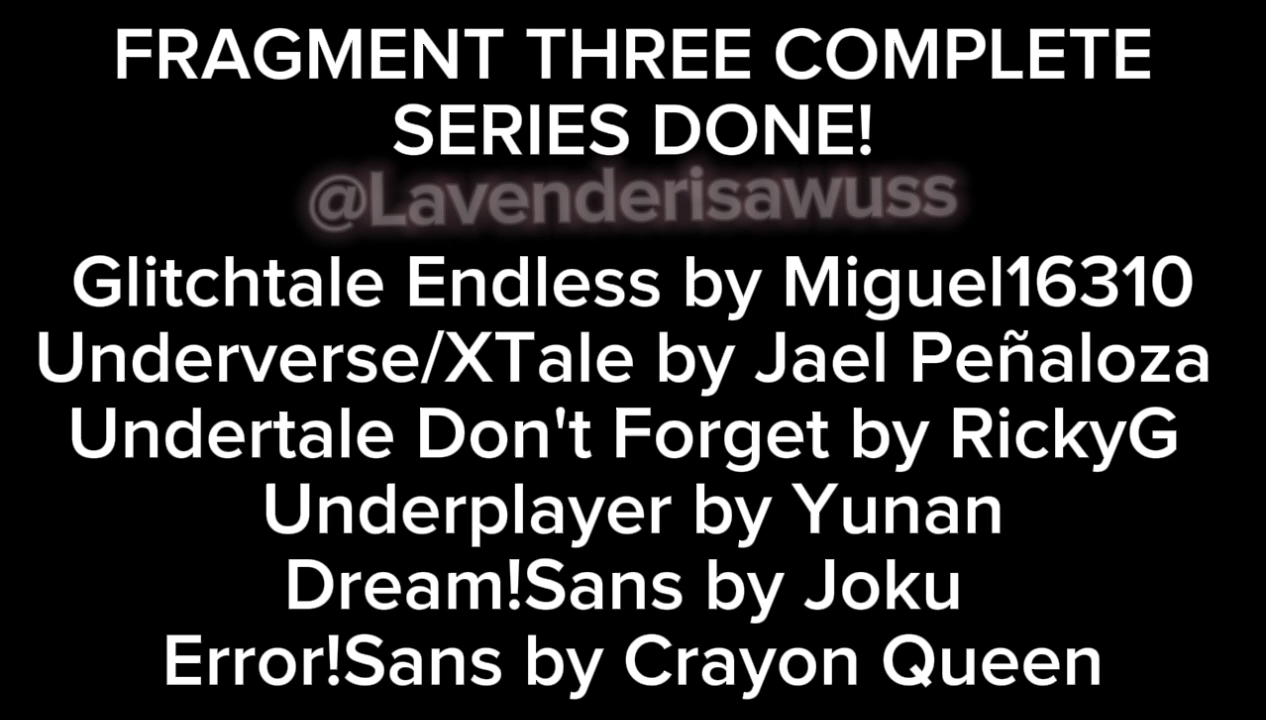 FRAGMENT THREE COMPLETE
SERIES DONE!
@Lavenderisawuss
Glitchtale Endless by Miguel16310
Underverse/XTale by Jael Peñaloza
Undertale Don't Forget by RickyG
Underplayer by Yunan
Dream!Sans by Joku
Error!Sans by Crayon Queen